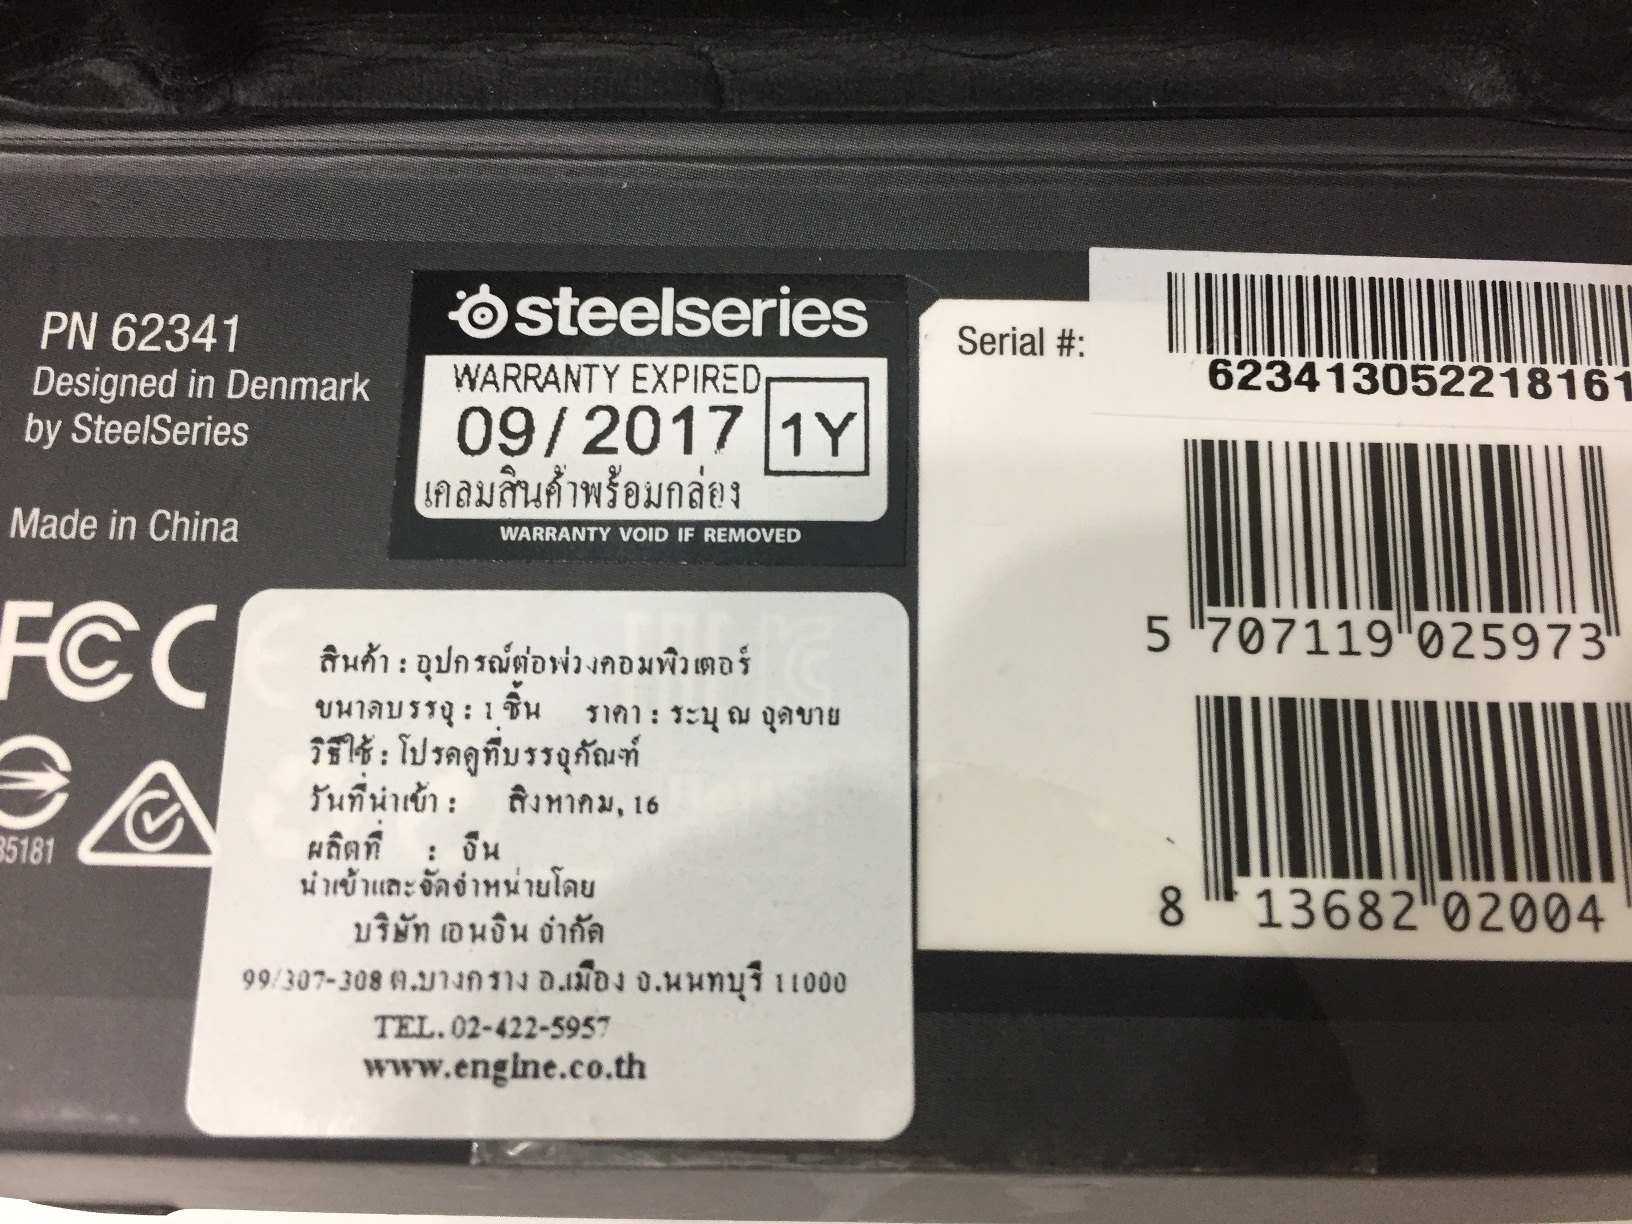 PN 62341
Designed in Denmark
by SteelSeries
Made in China
FC CE
35181
steelseries
WARRANTY EXPIRED
09/2017 1Y
เคลมสินค้าพร้อมกล่อง
WARRANTY VOID IF REMOVED
สินค้า : อุปกรณ์ต่อพ่วงคอมพิวเตอร์
ขนาดบรรจุ : 1 ชิ้น ราคา : ระบุ ณ จุดขาย
วิธีใช้ : โปรดดูที่บรรจุภัณฑ์
วันที่นำเข้า : สิงหาคม, 16
ผลิตที่ : จีน
นำเข้าและจัดจำหน่ายโดย
บริษัท เอนจิน จำกัด
99/307-308 ต.บางกร่าง อ.เมือง จ.นนทบุรี 11000
TEL. 02-422-5957
www.engine.co.th
Serial #:
623413052218161
5 707119 025973
8 13682 02004